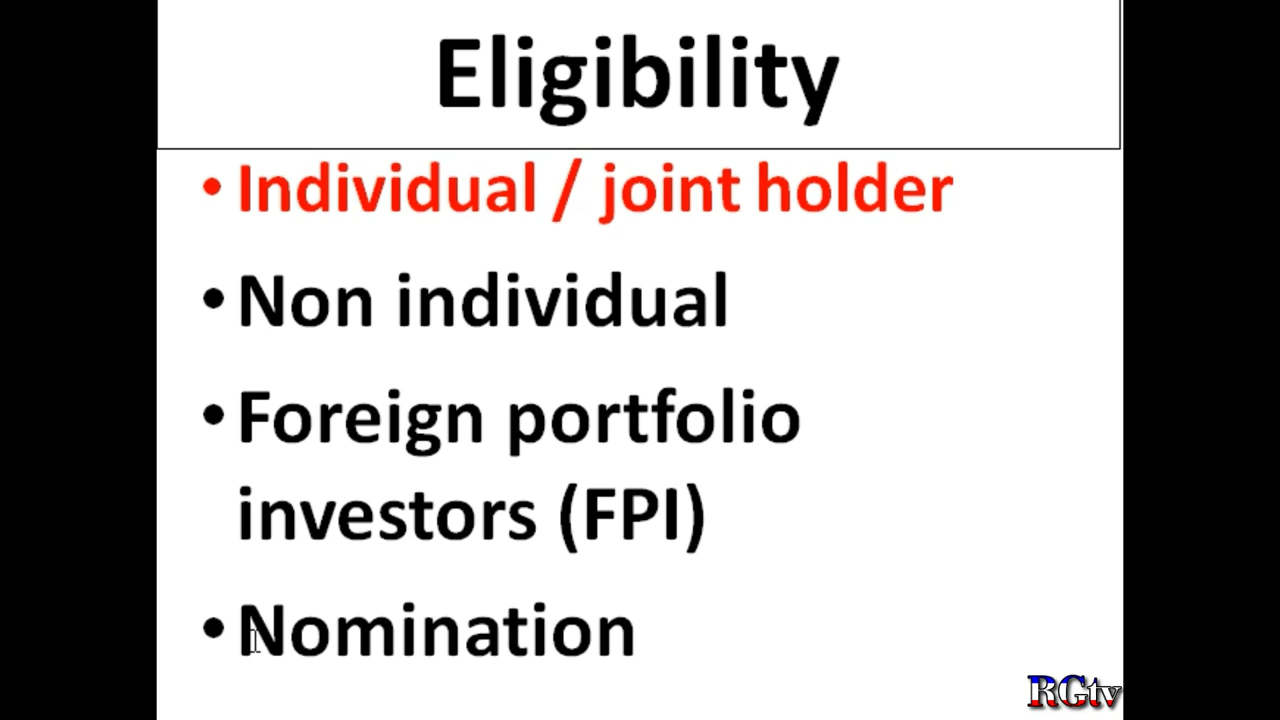 Eligibility
• Individual / joint holder
• Non individual
• Foreign portfolio
investors (FPI)
• Nomination
RGtv